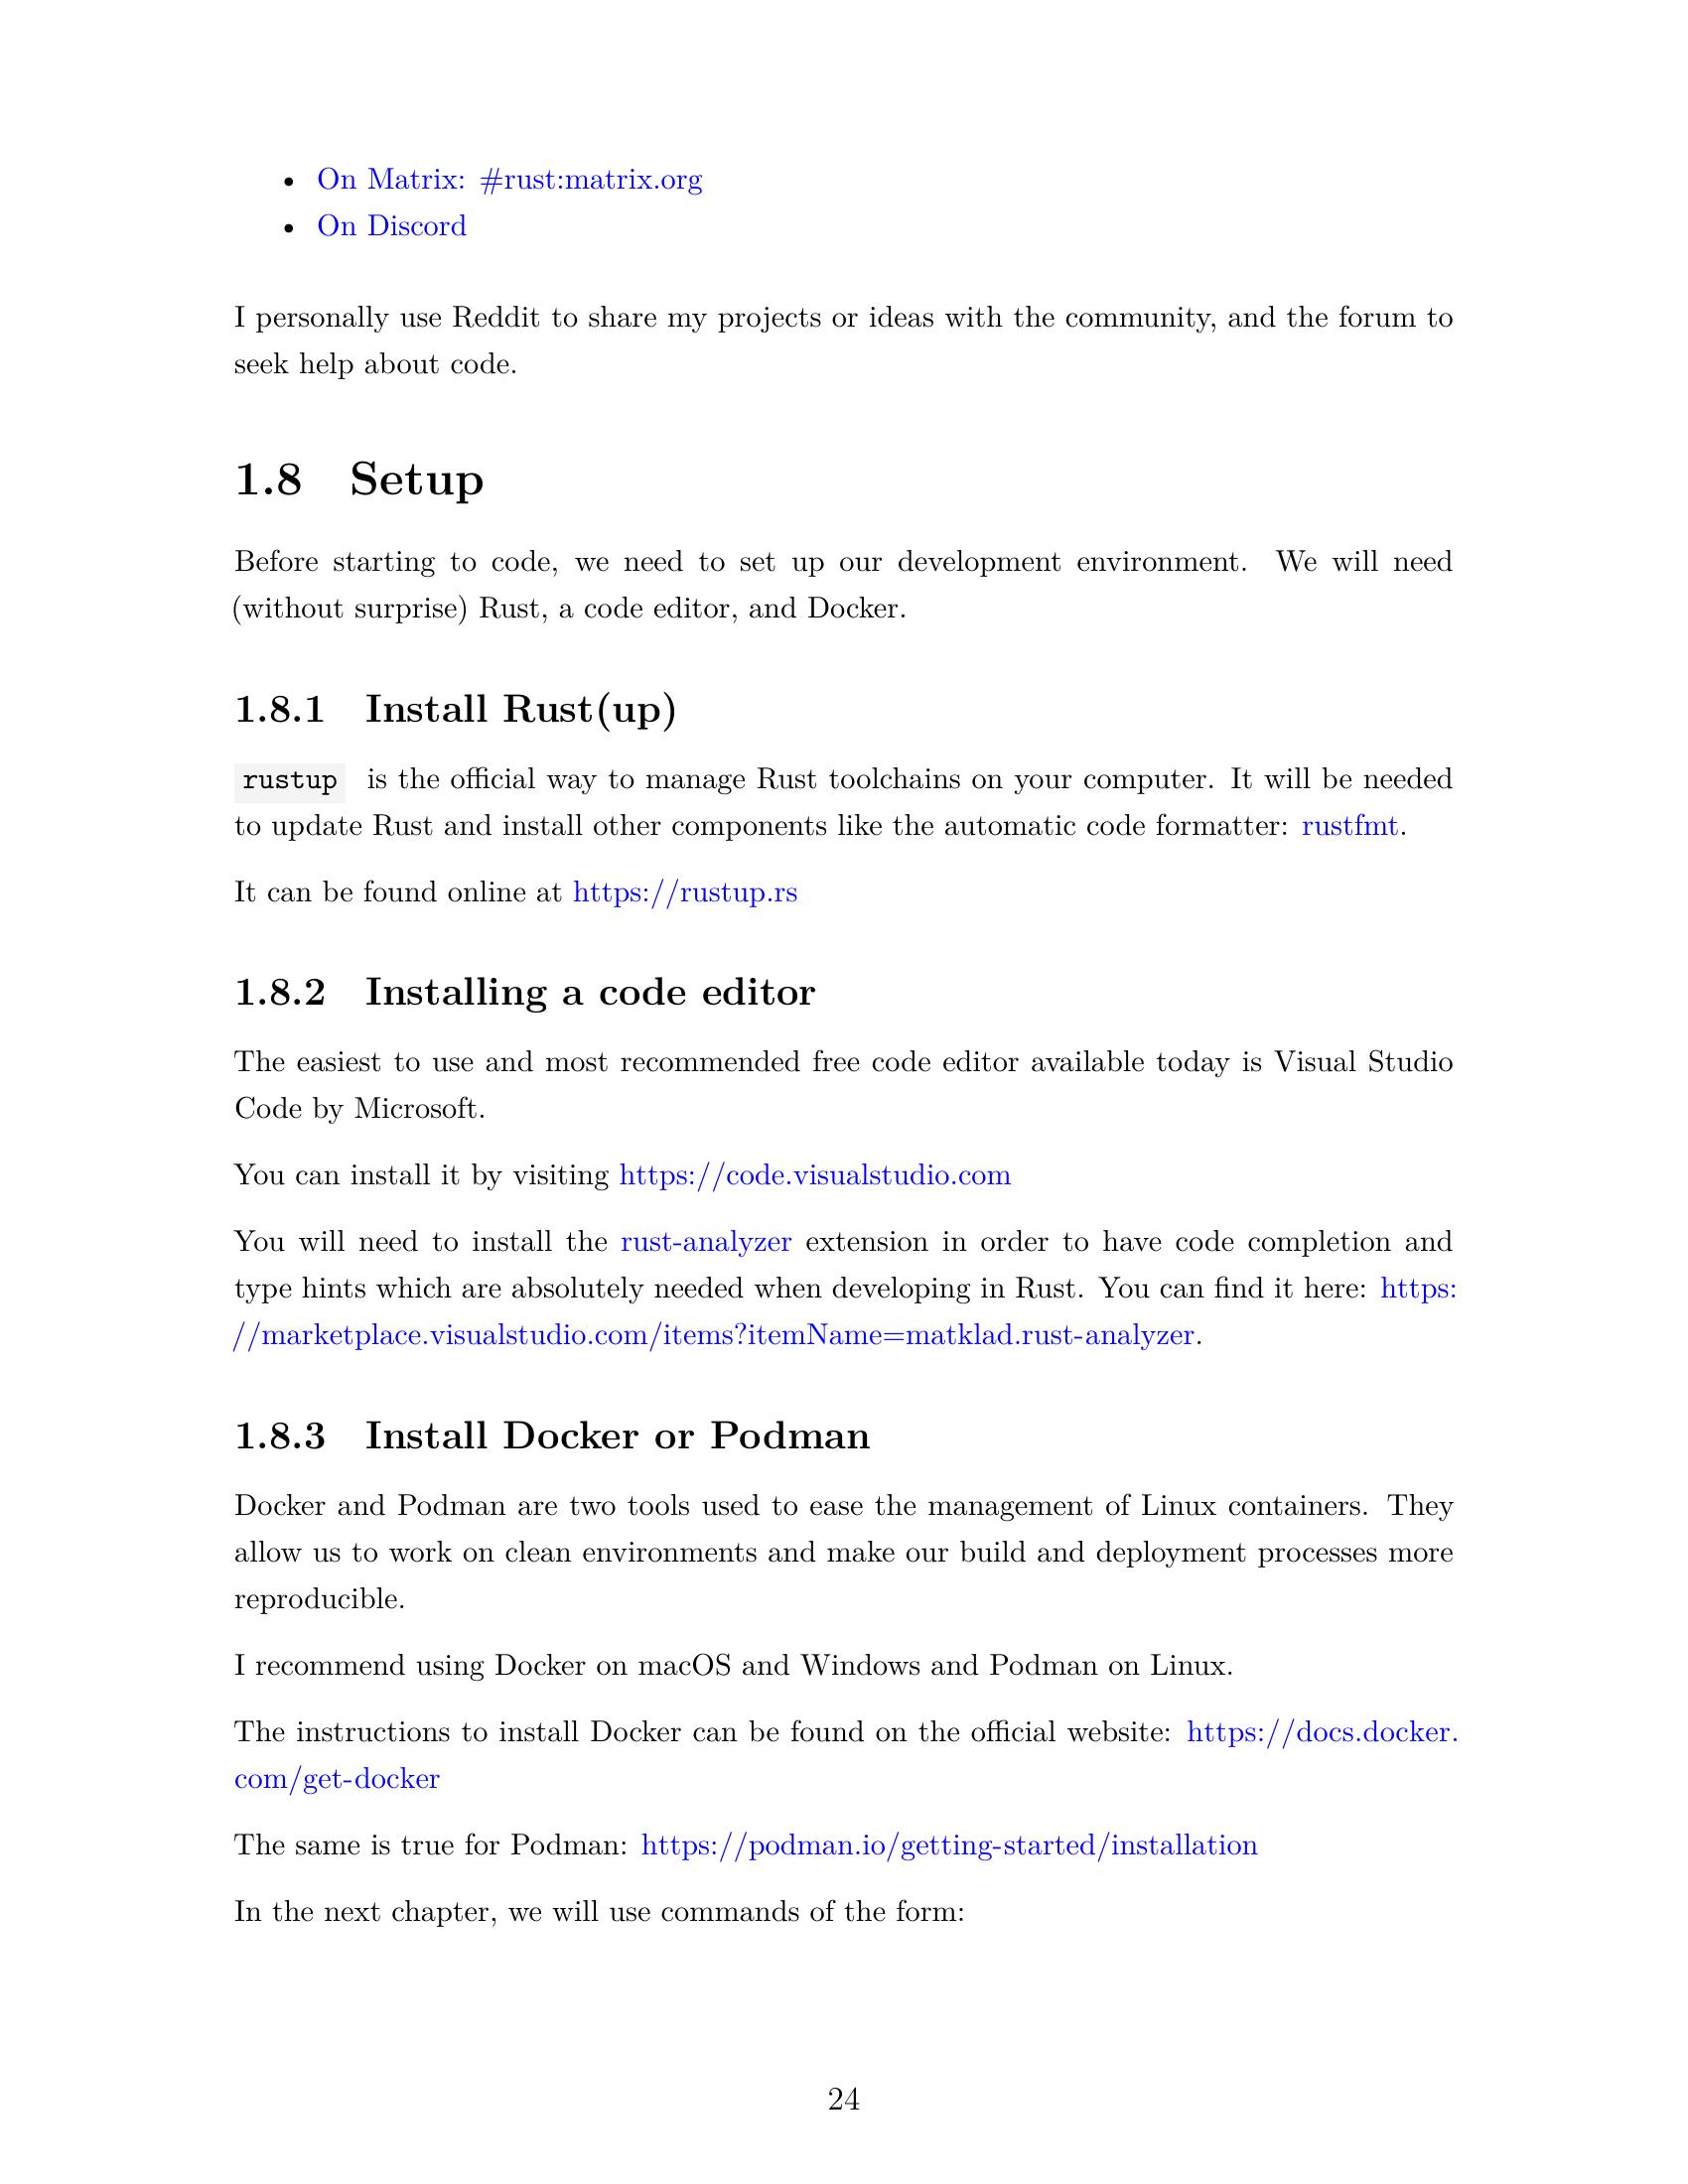 • On Matrix: #rust:matrix.org
• On Discord
I personally use Reddit to share my projects or ideas with the community, and the forum to
seek help about code.
1.8 Setup
Before starting to code, we need to set up our development environment. We will need
(without surprise) Rust, a code editor, and Docker.
1.8.1 Install Rust(up)
rustup is the official way to manage Rust toolchains on your computer. It will be needed
to update Rust and install other components like the automatic code formatter: rustfmt.
It can be found online at https://rustup.rs
1.8.2 Installing a code editor
The easiest to use and most recommended free code editor available today is Visual Studio
Code by Microsoft.
You can install it by visiting https://code.visualstudio.com
You will need to install the rust-analyzer extension in order to have code completion and
type hints which are absolutely needed when developing in Rust. You can find it here: https:
//marketplace.visualstudio.com/items?itemName=matklad.rust-analyzer.
1.8.3 Install Docker or Podman
Docker and Podman are two tools used to ease the management of Linux containers. They
allow us to work on clean environments and make our build and deployment processes more
reproducible.
I recommend using Docker on macOS and Windows and Podman on Linux.
The instructions to install Docker can be found on the official website: https://docs.docker.
com/get-docker
The same is true for Podman: https://podman.io/getting-started/installation
In the next chapter, we will use commands of the form:
24